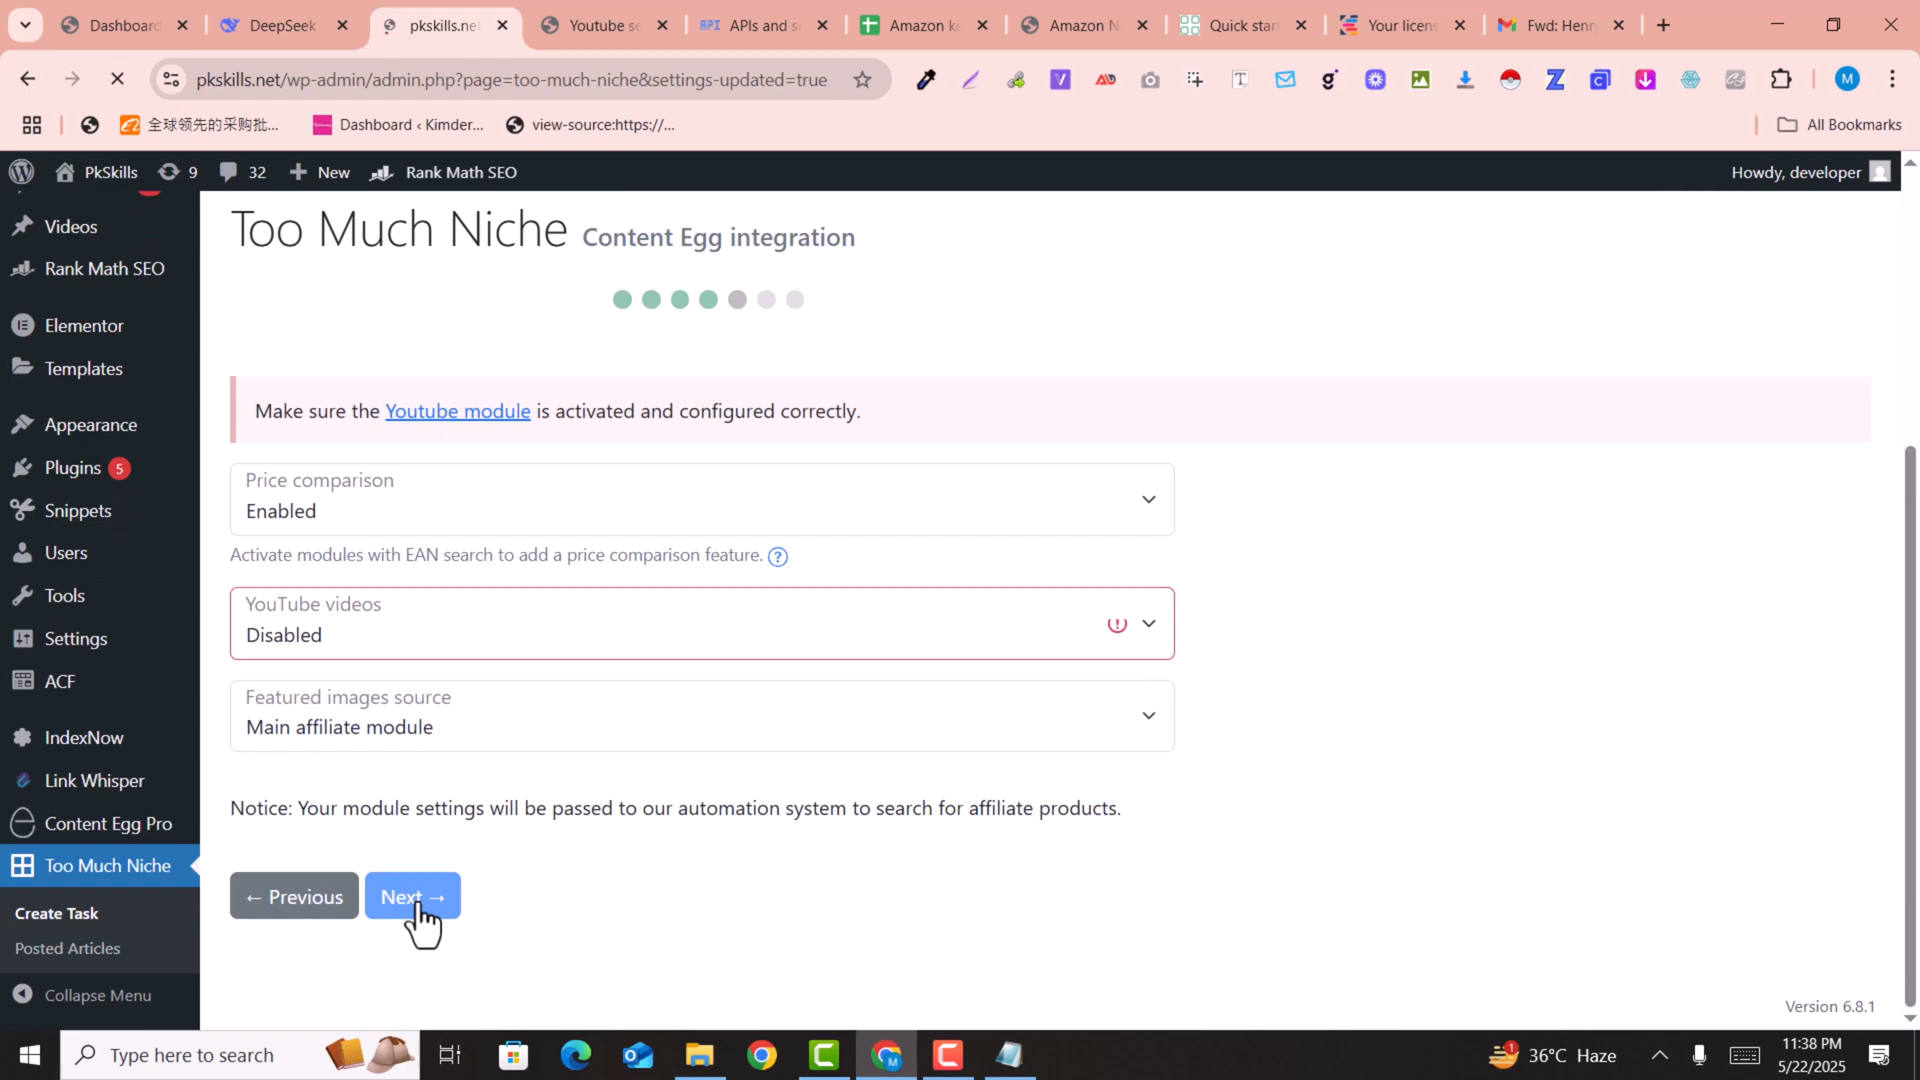 Dashboard
DeepSeek
pkskills.ne
Youtube se
API APIs and s
Amazon ke
Amazon N
Quick start
Your licens
Fwd: Henn
pkskills.net/wp-admin/admin.php?page=too-much-niche&settings-updated=true
全球领先的采购批...
Dashboard ‹ Kimder...
view-source:https://...
All Bookmarks
PkSkills
9
32
New
Rank Math SEO
Howdy, developer
Videos
Rank Math SEO
Elementor
Templates
Appearance
Plugins 5
Snippets
Users
Tools
Settings
ACF
IndexNow
Link Whisper
Content Egg Pro
Too Much Niche
Create Task
Posted Articles
Collapse Menu
Too Much Niche Content Egg integration
Make sure the Youtube module is activated and configured correctly.
Price comparison
Enabled
Activate modules with EAN search to add a price comparison feature.
YouTube videos
Disabled
Featured images source
Main affiliate module
Notice: Your module settings will be passed to our automation system to search for affiliate products.
← Previous
Next →
Version 6.8.1
Type here to search
36°C Haze
11:38 PM
5/22/2025